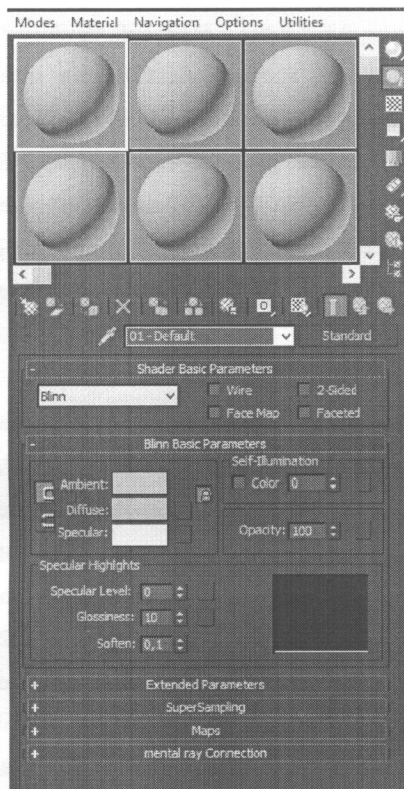 Modes Material Navigation Options Utilities
01 - Default Standard
- Shader Basic Parameters
Blinn Wire 2-Sided
Face Map Faceted
- Blinn Basic Parameters
Self-Illumination
Ambient: Color 0
Diffuse:
Specular: Opacity: 100
Specular Highlights
Specular Level: 0
Glossiness: 10
Soften: 0,1
+ Extended Parameters
+ SuperSampling
+ Maps
+ mental ray Connection